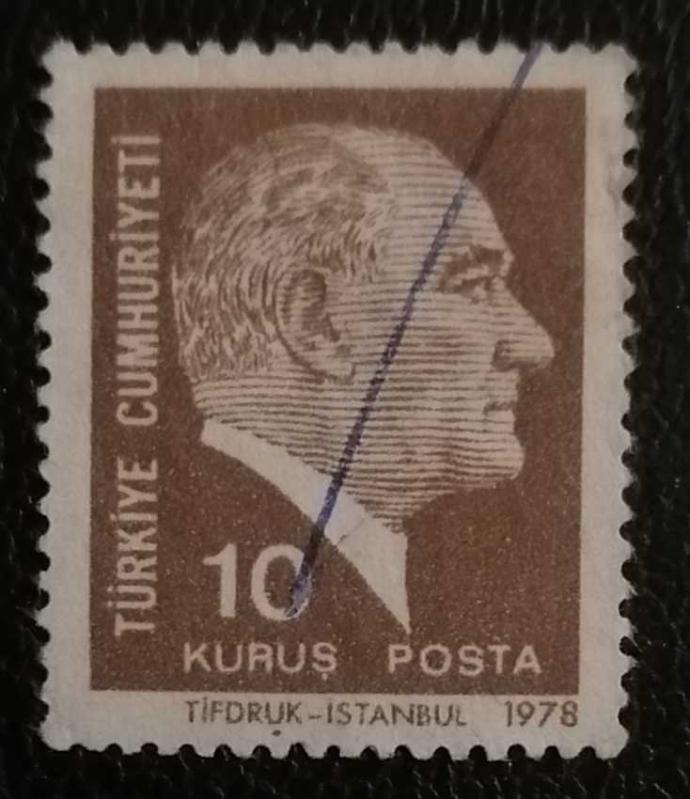 TÜRKİYE CUMHURİYETİ
10
KURUŞ POSTA
TİFDRUK-İSTANBUL 1978